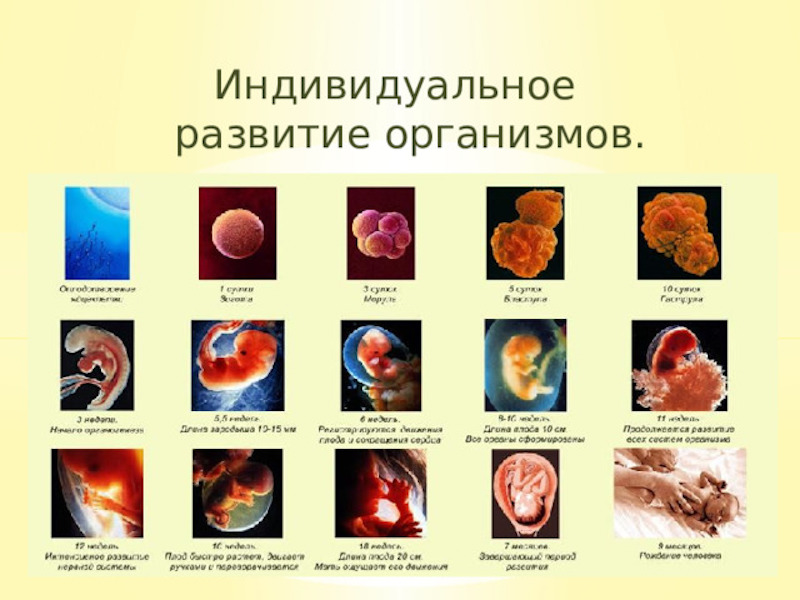 Индивидуальное
развитие организмов.
Оплодотворение
яйцеклетки
1 сутки
Зигота
3 суток
Морула
5 суток
Бластула
10 суток
Гаструла
3 недели.
Начало органогенеза
5,5 недель.
Длина зародыша 10-15 мм
6 недель.
Регистрируются движения
плода и сокращения сердца
8-10 недель.
Длина плода 10 см.
Все органы сформированы
11 недель.
Продолжается развитие
всех систем организма
12 недель.
Интенсивное развитие
нервной системы
16 недель.
Плод быстро растет, двигает
ручками и переворачивается
18 недель.
Длина плода 20 см.
Мать ощущает его движения
7 месяцев.
Завершающий период
развития
9 месяцев.
Рождение человека